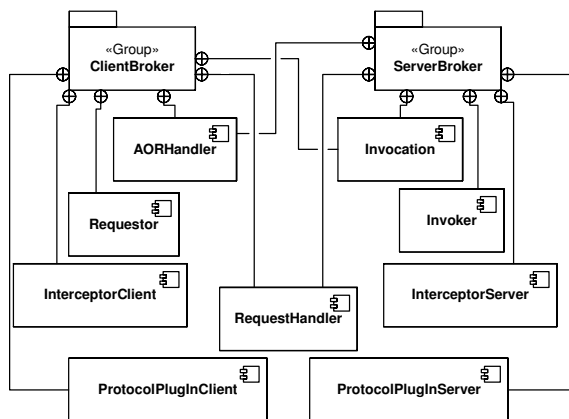 «Group»
ClientBroker
«Group»
ServerBroker
AORHandler
Invocation
Requestor
Invoker
InterceptorClient
InterceptorServer
RequestHandler
ProtocolPlugInClient
ProtocolPlugInServer